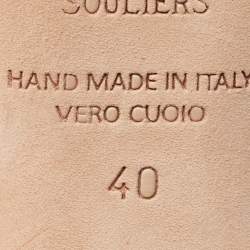 SOULIERS
HAND MADE IN ITALY
VERO CUOIO
40